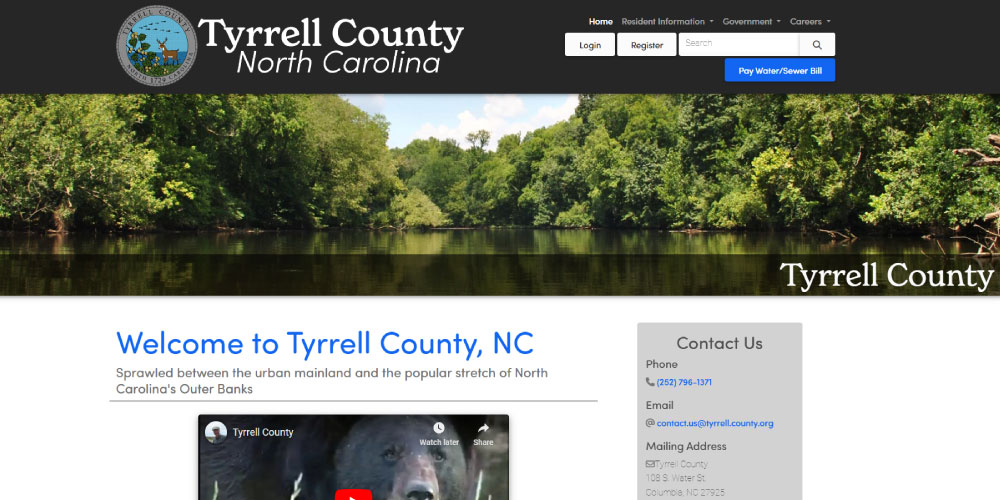 TYRRELL COUNTY
NORTH 1729 CAROLINA
Tyrrell County
North Carolina
Home Resident Information Government Careers
Login Register Search
Pay Water/Sewer Bill
Tyrrell County
Welcome to Tyrrell County, NC
Sprawled between the urban mainland and the popular stretch of North
Carolina's Outer Banks
Tyrrell County Watch later Share
Contact Us
Phone
(252) 796-1371
Email
contact.us@tyrrell.county.org
Mailing Address
Tyrrell County
108 S. Water St
Columbia, NC 27925